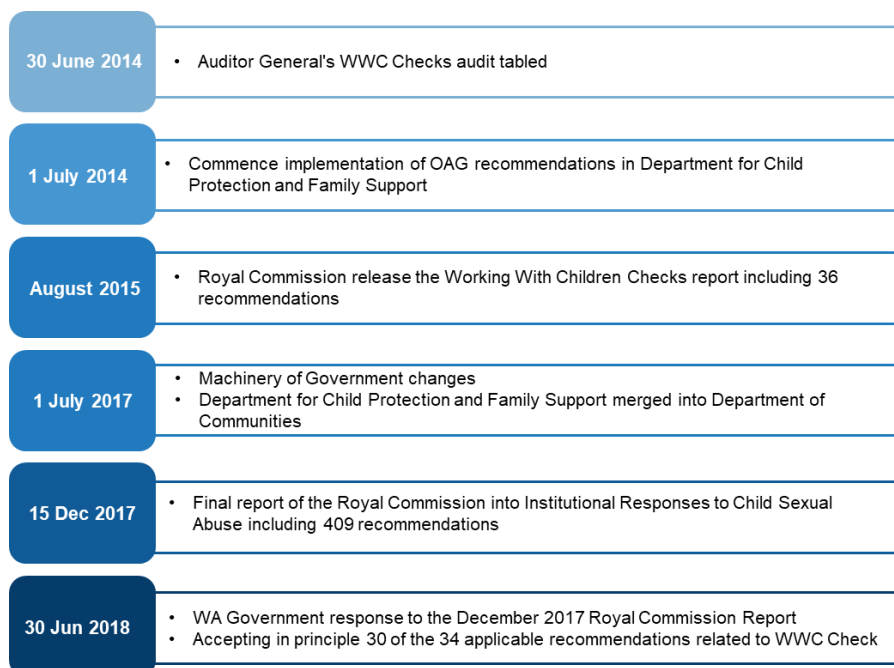 30 June 2014
• Auditor General's WWC Checks audit tabled
1 July 2014
• Commence implementation of OAG recommendations in Department for Child
Protection and Family Support
August 2015
• Royal Commission release the Working With Children Checks report including 36
recommendations
1 July 2017
• Machinery of Government changes
• Department for Child Protection and Family Support merged into Department of
Communities
15 Dec 2017
• Final report of the Royal Commission into Institutional Responses to Child Sexual
Abuse including 409 recommendations
30 Jun 2018
• WA Government response to the December 2017 Royal Commission Report
• Accepting in principle 30 of the 34 applicable recommendations related to WWC Check